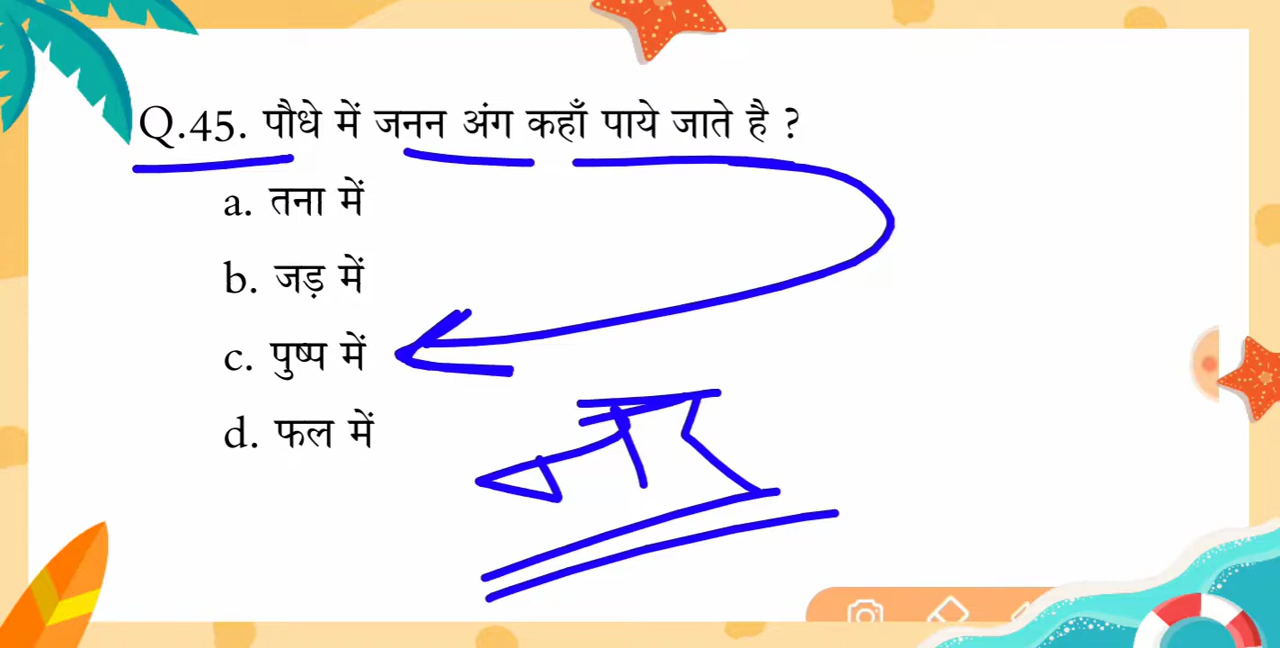 Q.45. पौधे में जनन अंग कहाँ पाये जाते है ?
a. तना में
b. जड़ में
c. पुष्प में
d. फल में